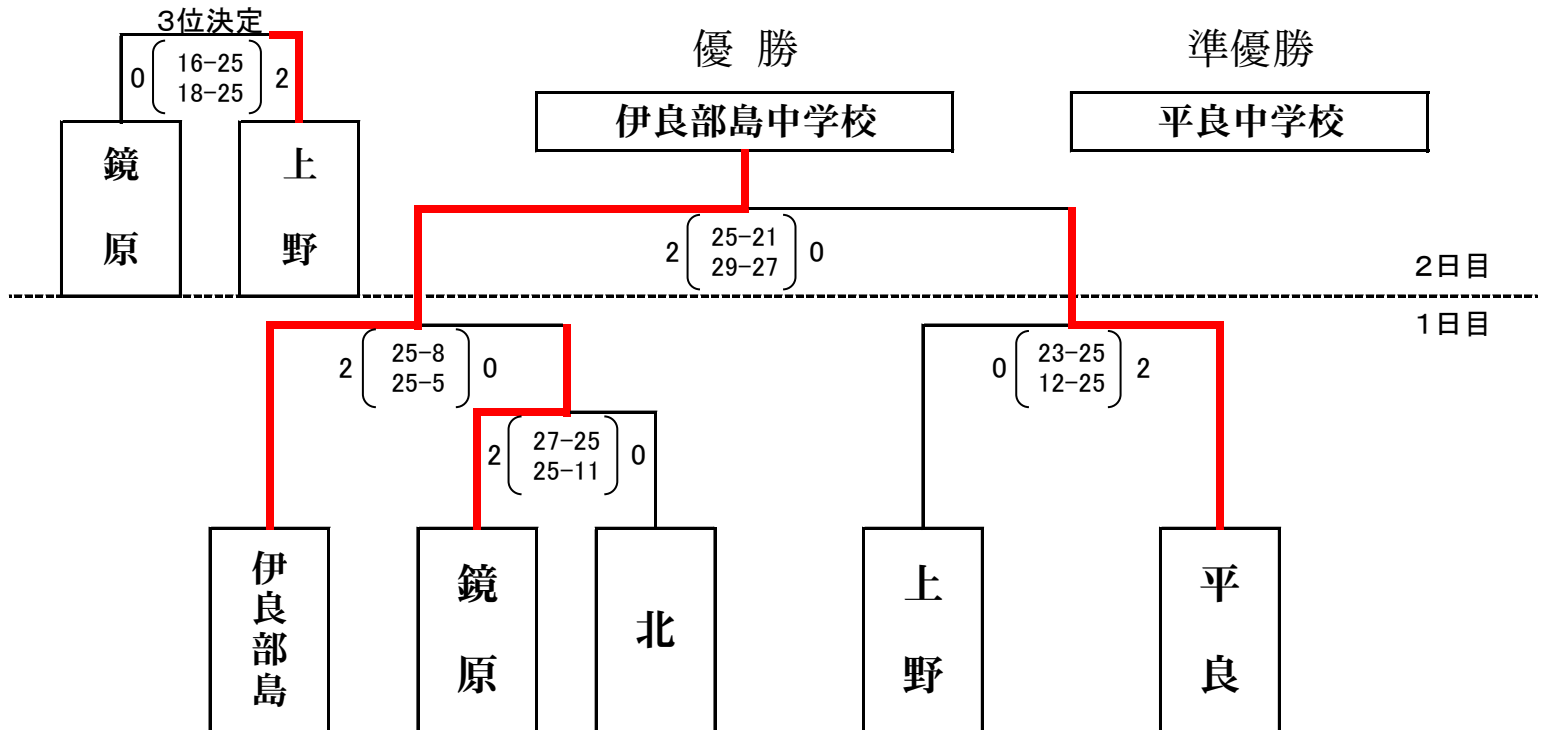 3位決定
0 16-25 2
18-25
鏡原
上野
優 勝
伊良部島中学校
準優勝
平良中学校
2 25-21 0
29-27
2日目
1日目
2 25-8 0
25-5
2 27-25 0
25-11
0 23-25 2
12-25
伊良部島
鏡原
北
上野
平良